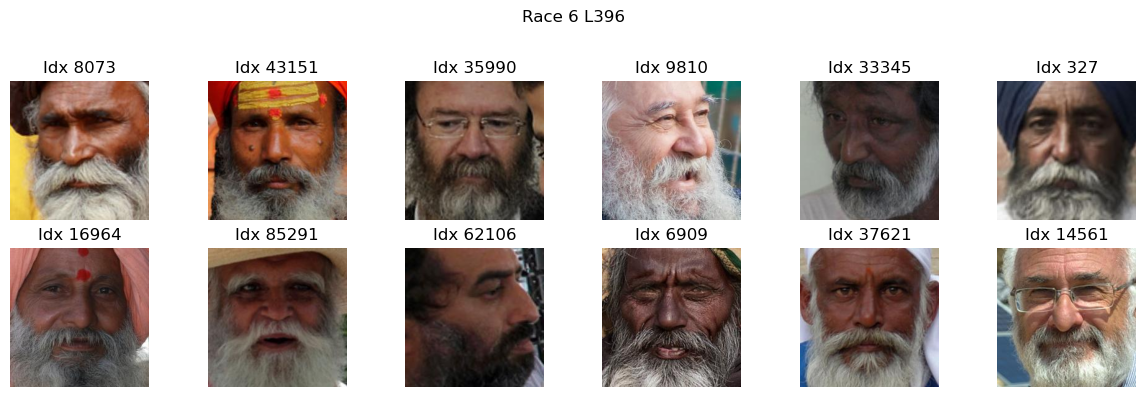 Race 6 L396
Idx 8073 Idx 43151 Idx 35990 Idx 9810 Idx 33345 Idx 327
Idx 16964 Idx 85291 Idx 62106 Idx 6909 Idx 37621 Idx 14561